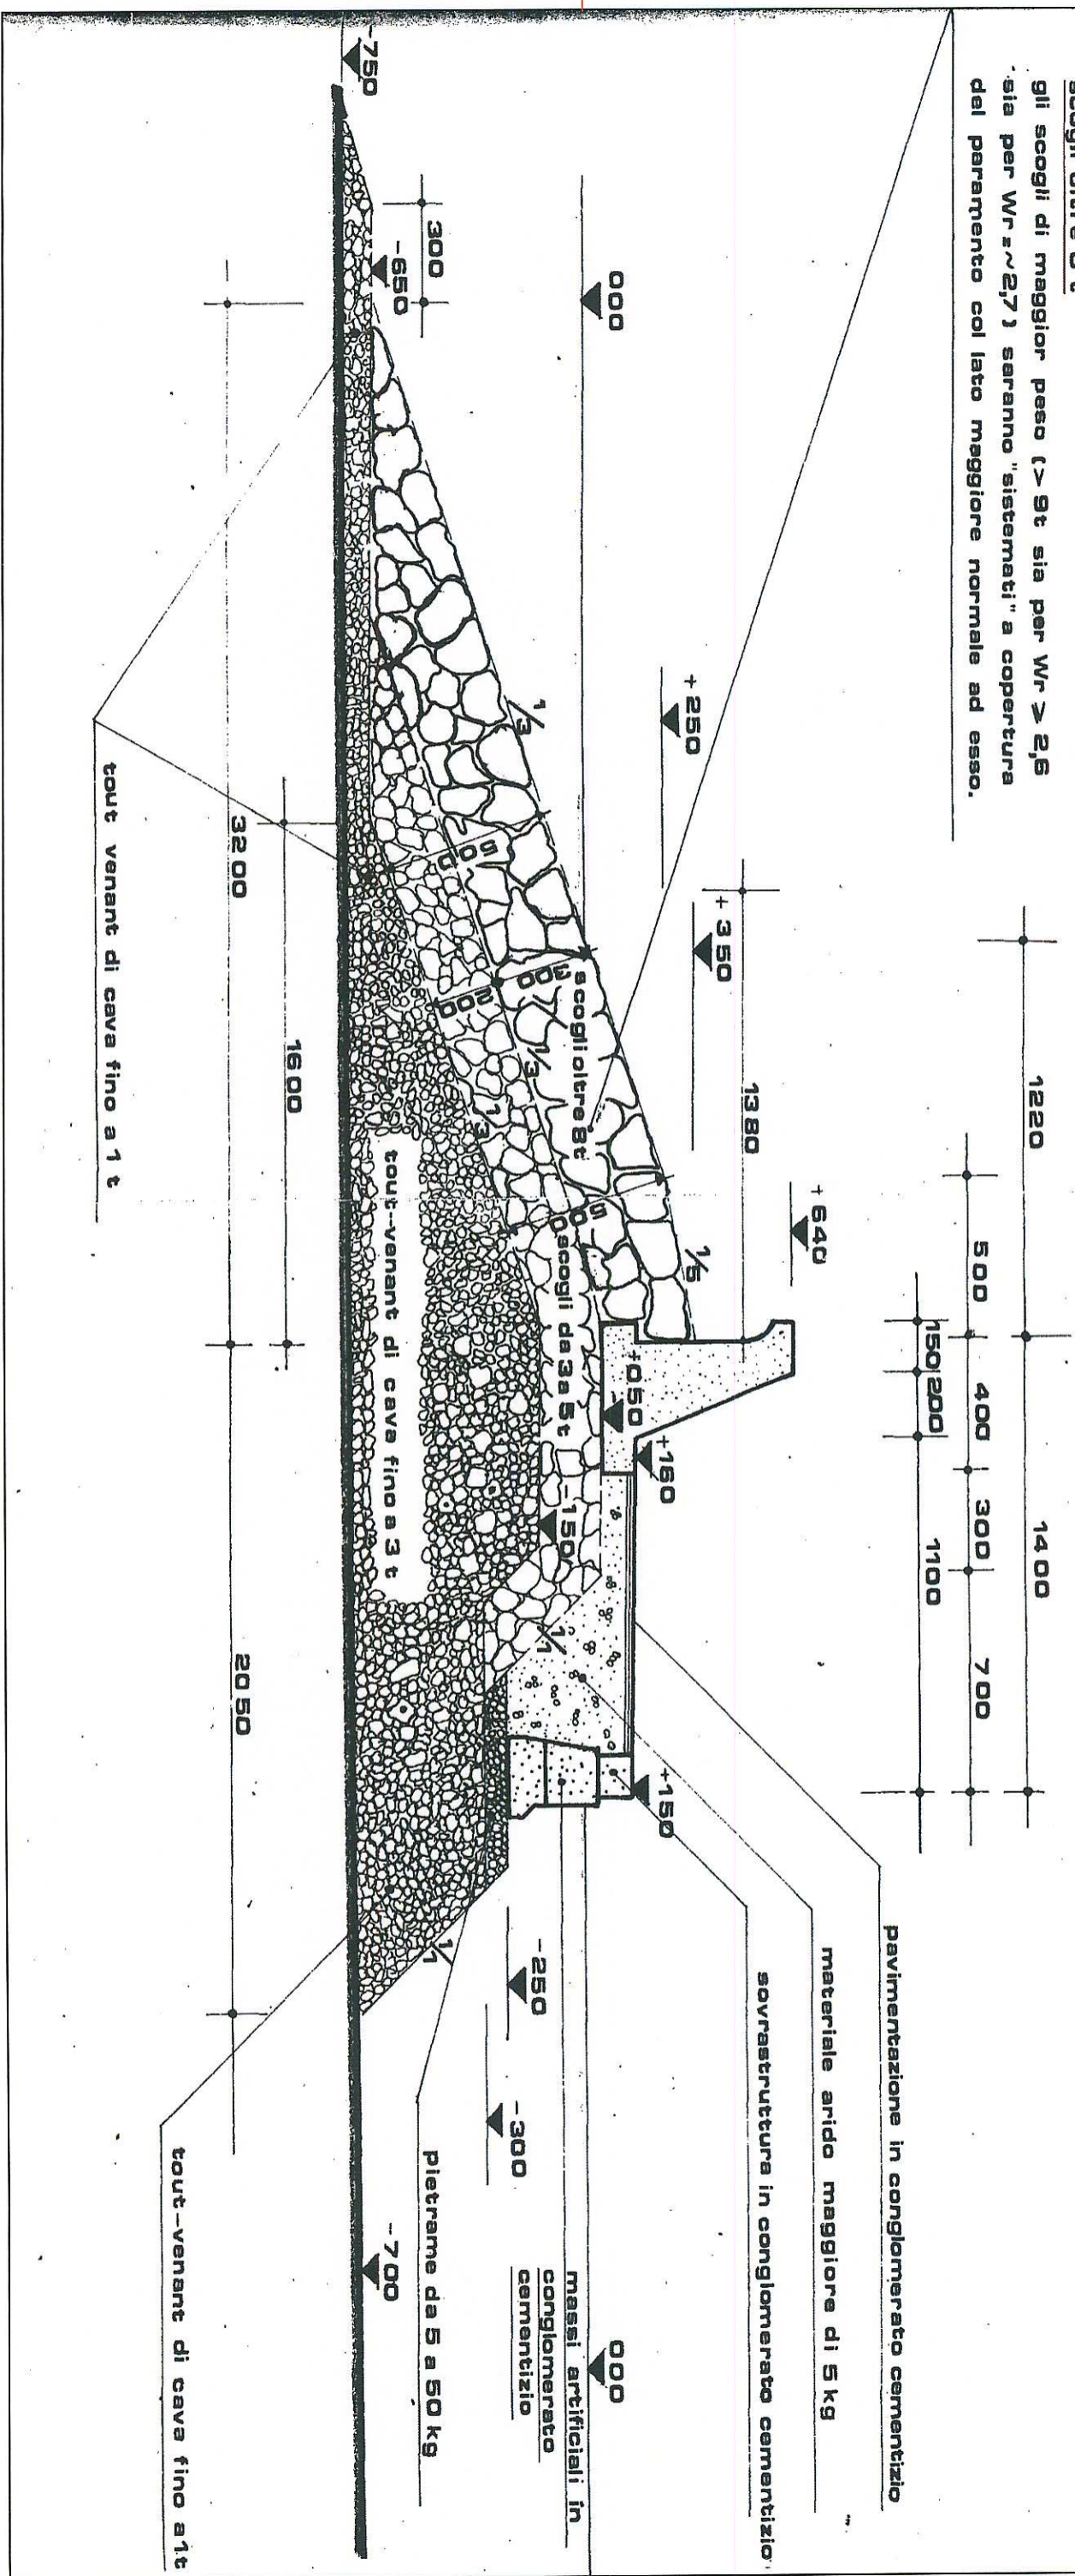 scogli oltre 8 t
gli scogli di maggior peso (> 9t sia per Wr ≥ 2,6
sia per Wr=~2,7) saranno "sistemati" a copertura
del paramento col lato maggiore normale ad esso.
1220
1400
500
400
300
700
150
200
1100
+640
1380
+350
+250
000
300
-650
-750
1/3
1/5
500
300
200
scogli oltre 8t
1/3
1/3
500
scogli da 3 a 5 t
+050
+160
-150
1/1
+150
tout-venant di cava fino a 3 t
1/1
-250
-300
-700
000
pavimentazione in conglomerato cementizio
materiale arido maggiore di 5 kg
sovrastruttura in conglomerato cementizio
massi artificiali in
conglomerato
cementizio
pietrame da 5 a 50 kg
1600
3200
2050
tout venant di cava fino a 1 t
tout-venant di cava fino a 1t